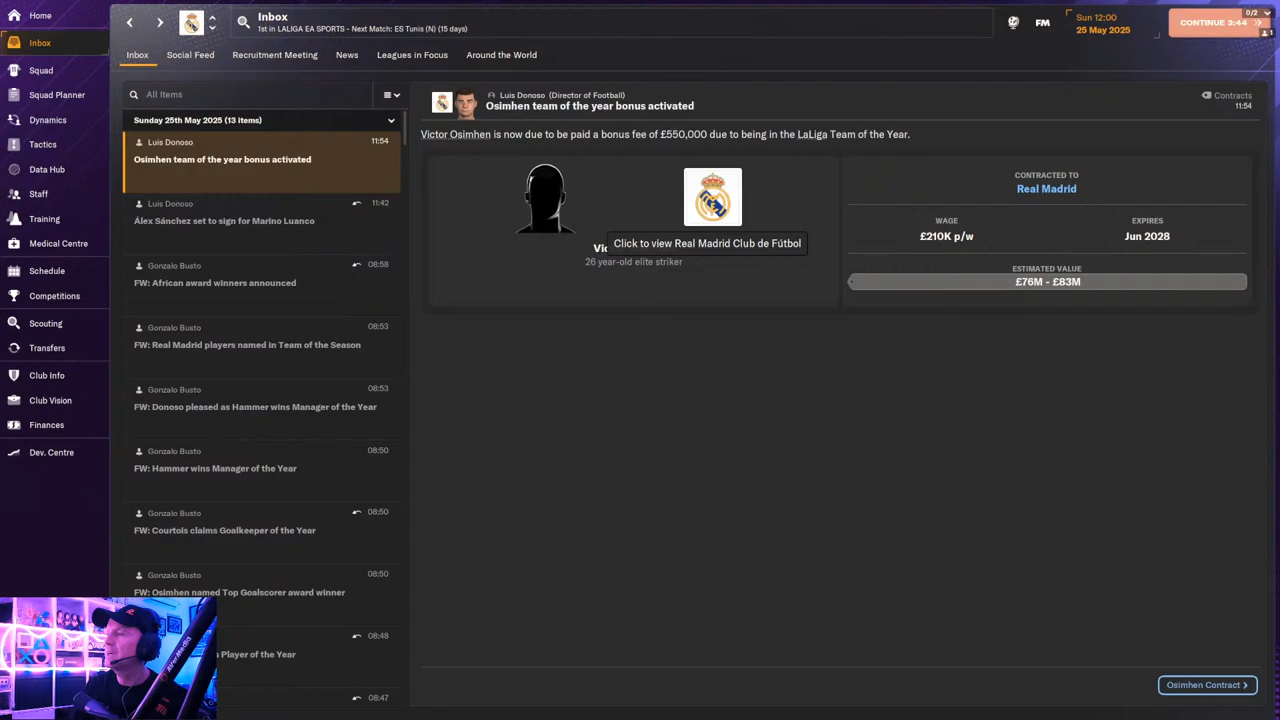 Home
Inbox
Squad
Squad Planner
Dynamics
Tactics
Data Hub
Staff
Training
Medical Centre
Schedule
Competitions
Scouting
Transfers
Club Info
Club Vision
Finances
Dev. Centre
Inbox
1st in LALIGA EA SPORTS - Next Match: ES Tunis (N) (15 days)
FM
Sun 12:00
25 May 2025
CONTINUE 3:44
0/2
1
Inbox
Social Feed
Recruitment Meeting
News
Leagues in Focus
Around the World
All Items
Sunday 25th May 2025 (13 items)
Luis Donoso 11:54
Osimhen team of the year bonus activated
Luis Donoso 11:42
Álex Sánchez set to sign for Marino Luanco
Gonzalo Busto 08:58
FW: African award winners announced
Gonzalo Busto 08:53
FW: Real Madrid players named in Team of the Season
Gonzalo Busto 08:53
FW: Donoso pleased as Hammer wins Manager of the Year
Gonzalo Busto 08:50
FW: Hammer wins Manager of the Year
Gonzalo Busto 08:50
FW: Courtois claims Goalkeeper of the Year
Gonzalo Busto 08:50
FW: Osimhen named Top Goalscorer award winner
08:48
Player of the Year
08:47
Luis Donoso (Director of Football)
Osimhen team of the year bonus activated
Contracts
11:54
Victor Osimhen is now due to be paid a bonus fee of £550,000 due to being in the LaLiga Team of the Year.
Vic
Click to view Real Madrid Club de Fútbol
26 year-old elite striker
CONTRACTED TO
Real Madrid
WAGE
£210K p/w
EXPIRES
Jun 2028
ESTIMATED VALUE
£76M - £83M
Osimhen Contract
AVerMedia